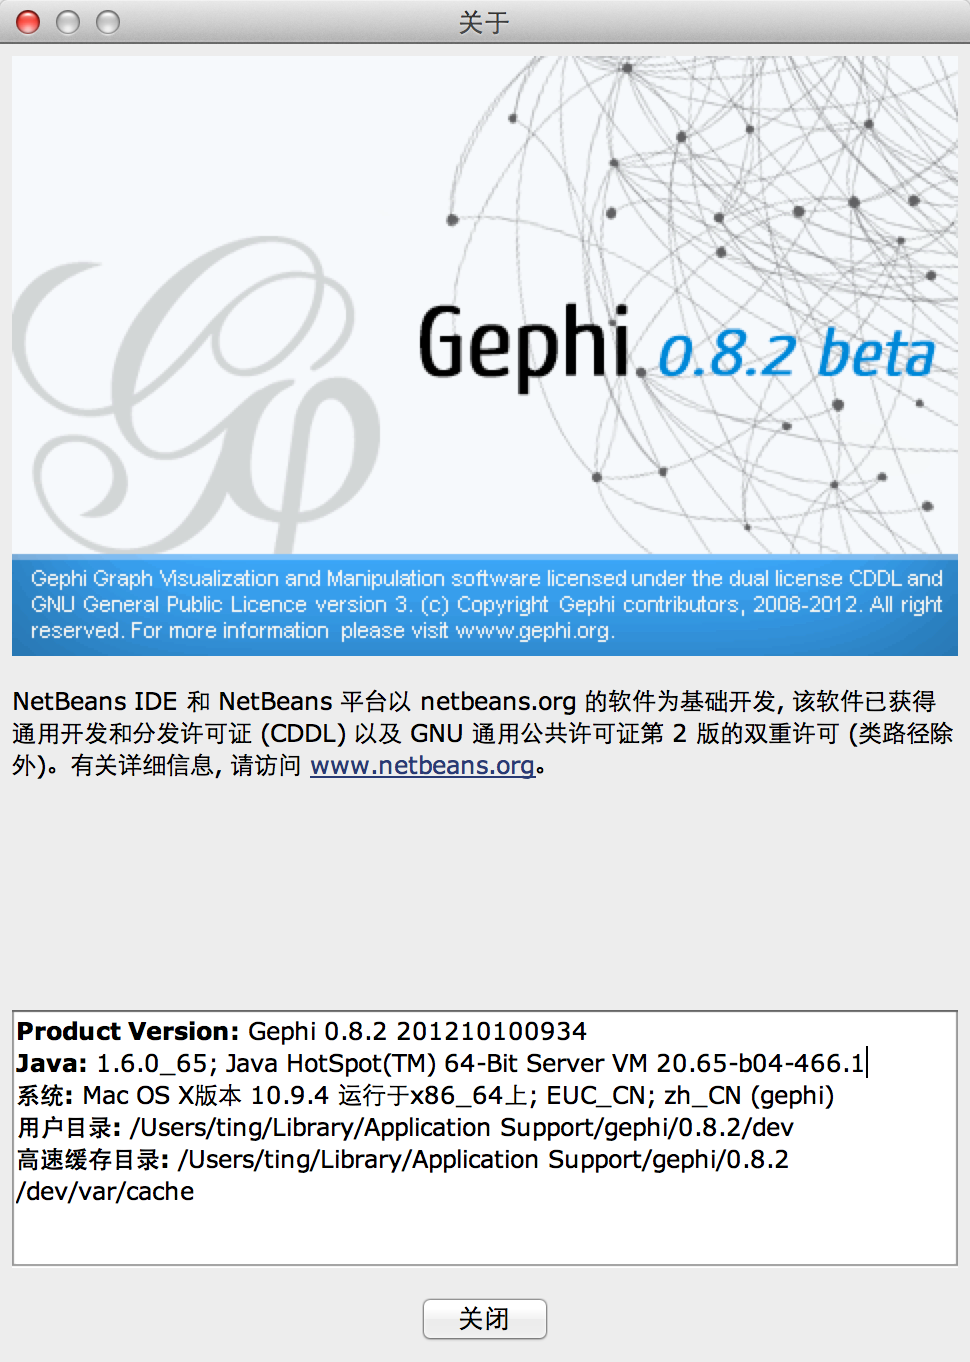 关于
Gephi 0.8.2 beta
Gephi Graph Visualization and Manipulation software licensed under the dual license CDDL and
GNU General Public Licence version 3. (c) Copyright Gephi contributors, 2008-2012. All right
reserved. For more information please visit www.gephi.org.
NetBeans IDE 和 NetBeans 平台以 netbeans.org 的软件为基础开发, 该软件已获得
通用开发和分发许可证 (CDDL) 以及 GNU 通用公共许可证第 2 版的双重许可 (类路径除
外)。有关详细信息, 请访问 www.netbeans.org。
Product Version: Gephi 0.8.2 201210100934
Java: 1.6.0_65; Java HotSpot(TM) 64-Bit Server VM 20.65-b04-466.1
系统: Mac OS X版本 10.9.4 运行于x86_64上; EUC_CN; zh_CN (gephi)
用户目录: /Users/ting/Library/Application Support/gephi/0.8.2/dev
高速缓存目录: /Users/ting/Library/Application Support/gephi/0.8.2
/dev/var/cache
关闭